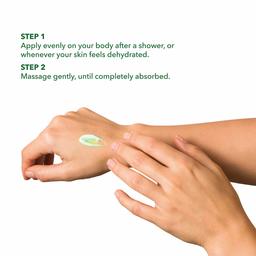 STEP 1
Apply evenly on your body after a shower, or
whenever your skin feels dehydrated.
STEP 2
Massage gently, until completely absorbed.